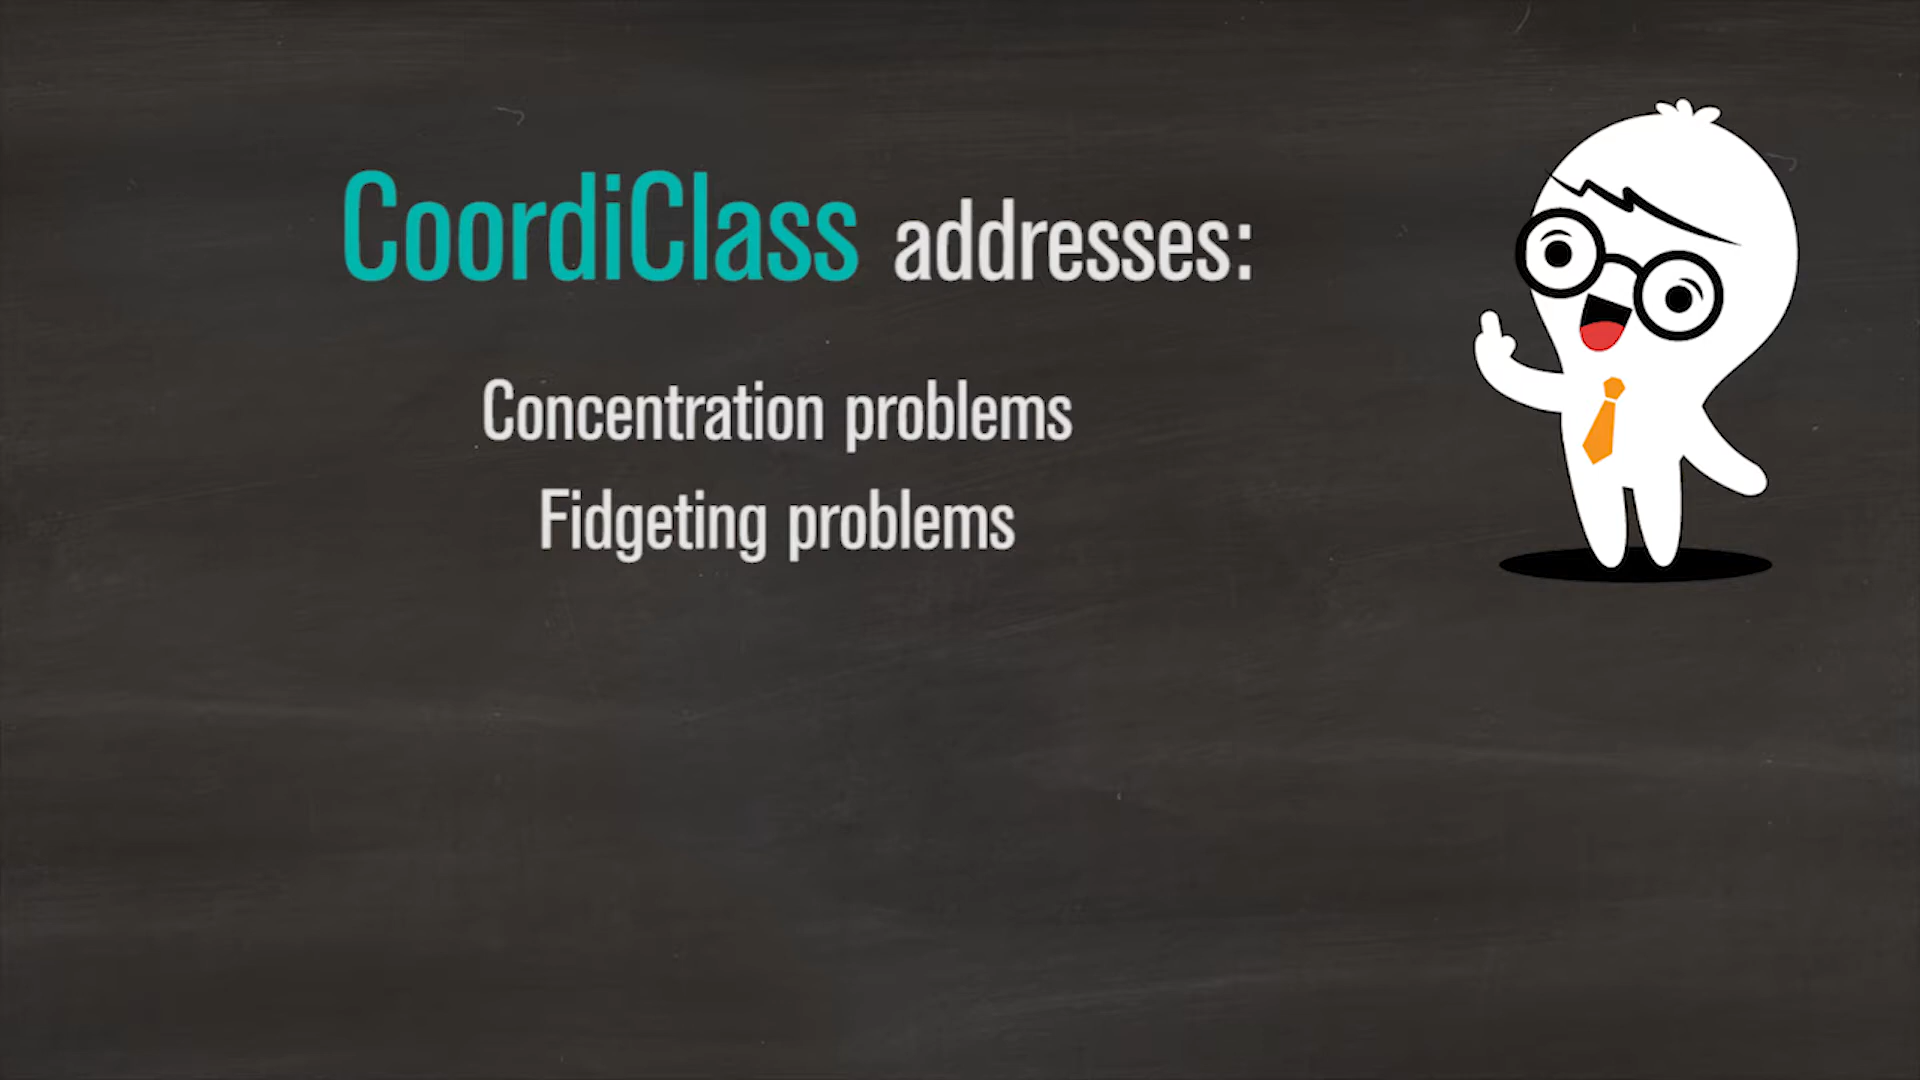 CoordiClass addresses:
Concentration problems
Fidgeting problems